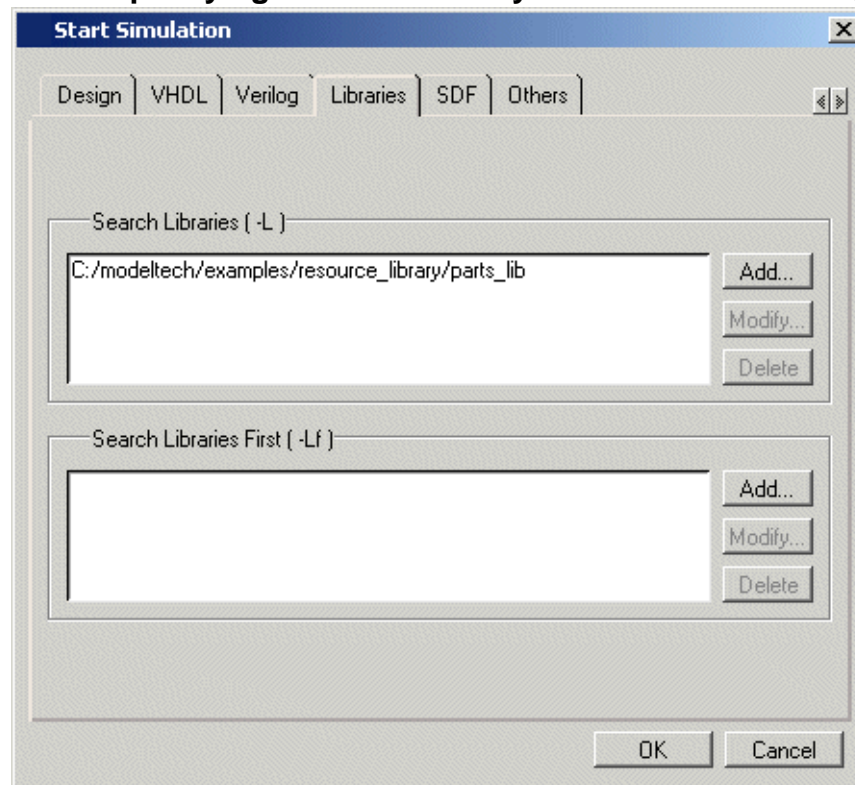 Start Simulation
Design VHDL Verilog Libraries SDF Others
Search Libraries ( -L )
C:/modeltech/examples/resource_library/parts_lib
Add...
Modify...
Delete
Search Libraries First ( -Lf )
Add...
Modify...
Delete
OK Cancel